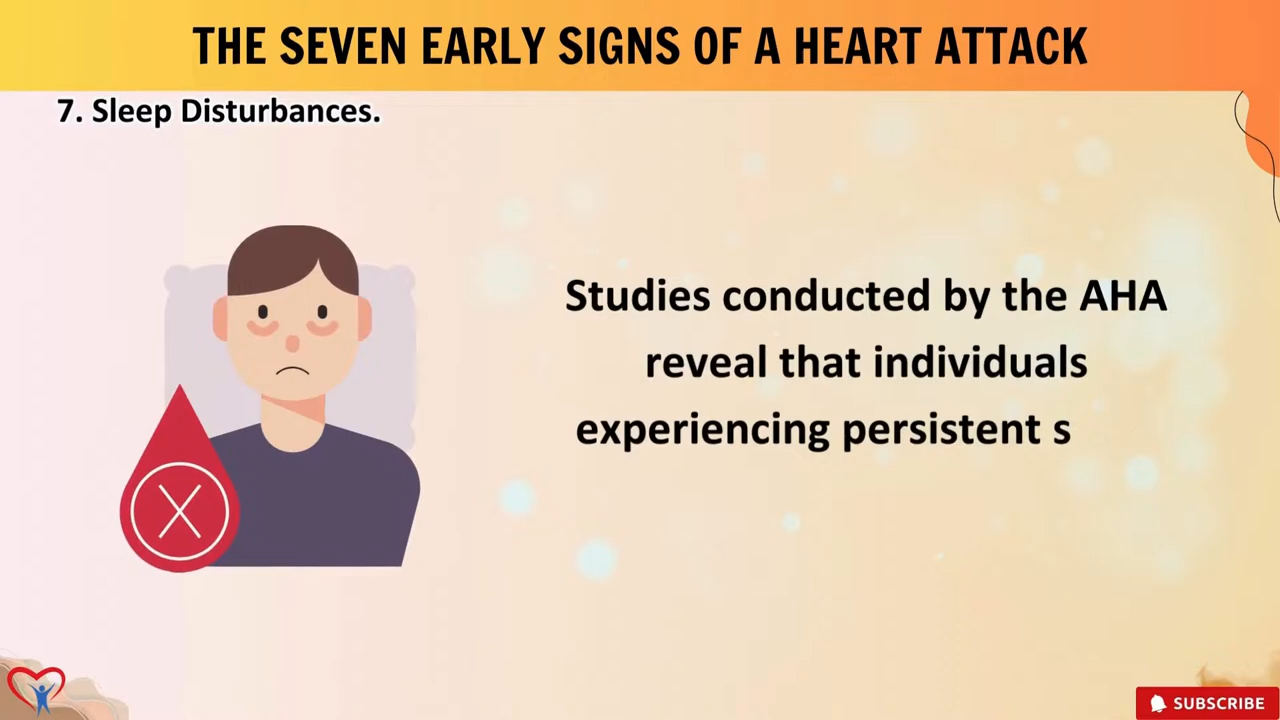 THE SEVEN EARLY SIGNS OF A HEART ATTACK
7. Sleep Disturbances.
Studies conducted by the AHA
reveal that individuals
experiencing persistent s
SUBSCRIBE